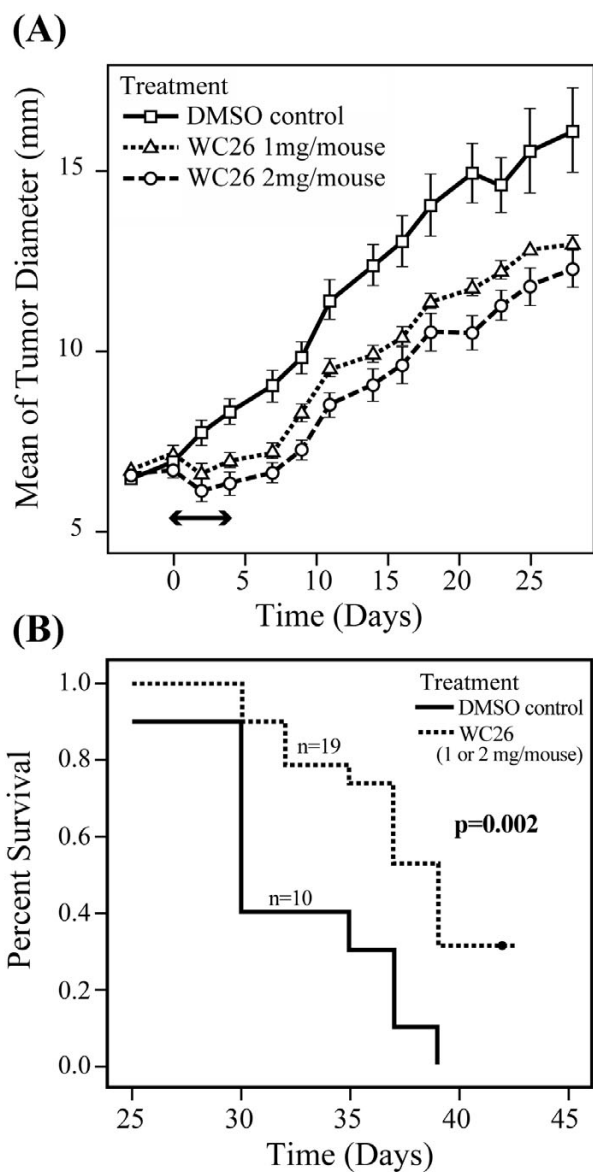 (A)
Treatment
DMSO control
WC26 1mg/mouse
WC26 2mg/mouse
Mean of Tumor Diameter (mm)
15
10
5
0 5 10 15 20 25
Time (Days)
(B)
Treatment
DMSO control
WC26
(1 or 2 mg/mouse)
n=19
p=0.002
n=10
Percent Survival
1.0
0.8
0.6
0.4
0.2
0.0
25 30 35 40 45
Time (Days)